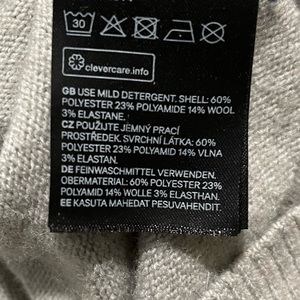 30
clevercare.info
GB USE MILD DETERGENT. SHELL: 60%
POLYESTER 23% POLYAMIDE 14% WOOL
3% ELASTANE.
CZ POUŽIJTE JEMNÝ PRACÍ
PROSTŘEDEK. SVRCHNÍ LÁTKA: 60%
POLYESTER 23% POLYAMID 14% VLNA
3% ELASTAN.
DE FEINWASCHMITTEL VERWENDEN.
OBERMATERIAL: 60% POLYESTER 23%
POLYAMID 14% WOLLE 3% ELASTHAN.
EE KASUTA MAHEDAT PESUVAHENDIT.